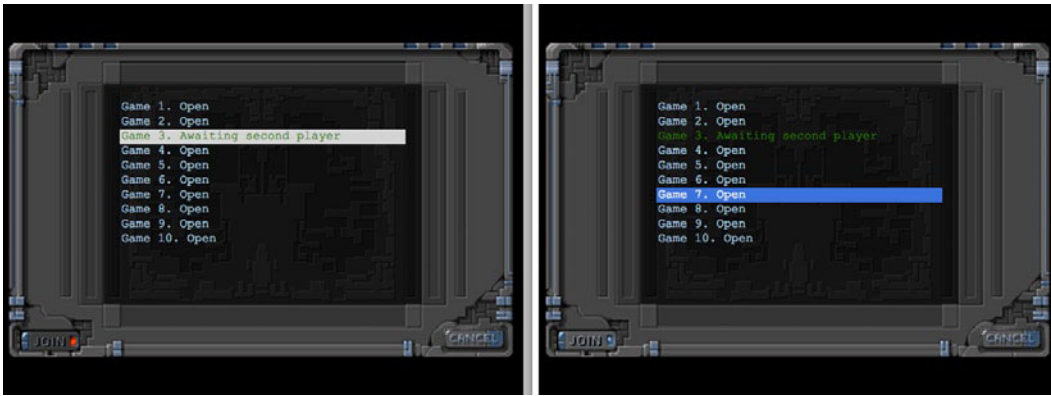 Game 1. Open
Game 2. Open
Game 3. Awaiting second player
Game 4. Open
Game 5. Open
Game 6. Open
Game 7. Open
Game 8. Open
Game 9. Open
Game 10. Open
JOIN
CANCEL
Game 1. Open
Game 2. Open
Game 3. Awaiting second player
Game 4. Open
Game 5. Open
Game 6. Open
Game 7. Open
Game 8. Open
Game 9. Open
Game 10. Open
JOIN
CANCEL